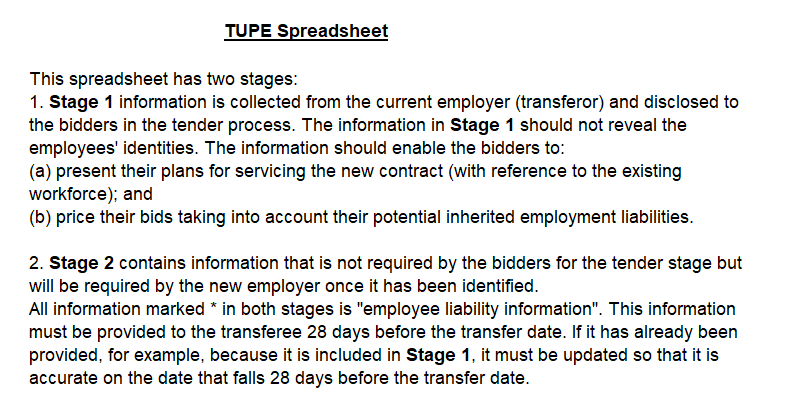 TUPE Spreadsheet
This spreadsheet has two stages:
1. Stage 1 information is collected from the current employer (transferor) and disclosed to
the bidders in the tender process. The information in Stage 1 should not reveal the
employees' identities. The information should enable the bidders to:
(a) present their plans for servicing the new contract (with reference to the existing
workforce); and
(b) price their bids taking into account their potential inherited employment liabilities.
2. Stage 2 contains information that is not required by the bidders for the tender stage but
will be required by the new employer once it has been identified.
All information marked * in both stages is "employee liability information". This information
must be provided to the transferee 28 days before the transfer date. If it has already been
provided, for example, because it is included in Stage 1, it must be updated so that it is
accurate on the date that falls 28 days before the transfer date.